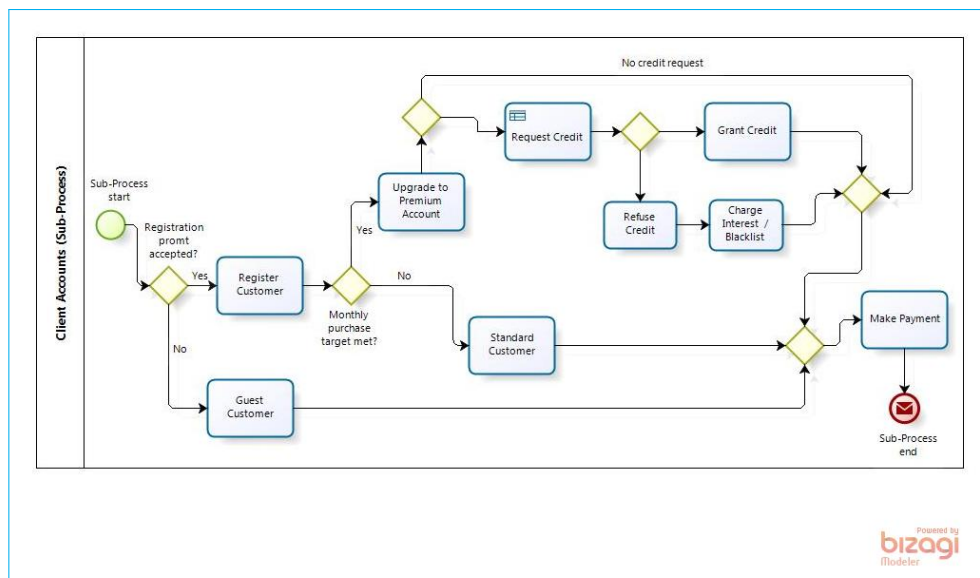 Client Accounts (Sub-Process)
No credit request
Request Credit
Grant Credit
Sub-Process
start
Upgrade to
Premium
Account
Refuse
Credit
Charge
Interest /
Blacklist
Registration
promt
accepted?
Yes
Yes
Register
Customer
No
Monthly
purchase
target met?
Make Payment
Standard
Customer
No
Guest
Customer
Sub-Process
end
Powered by
bizagi
Modeler